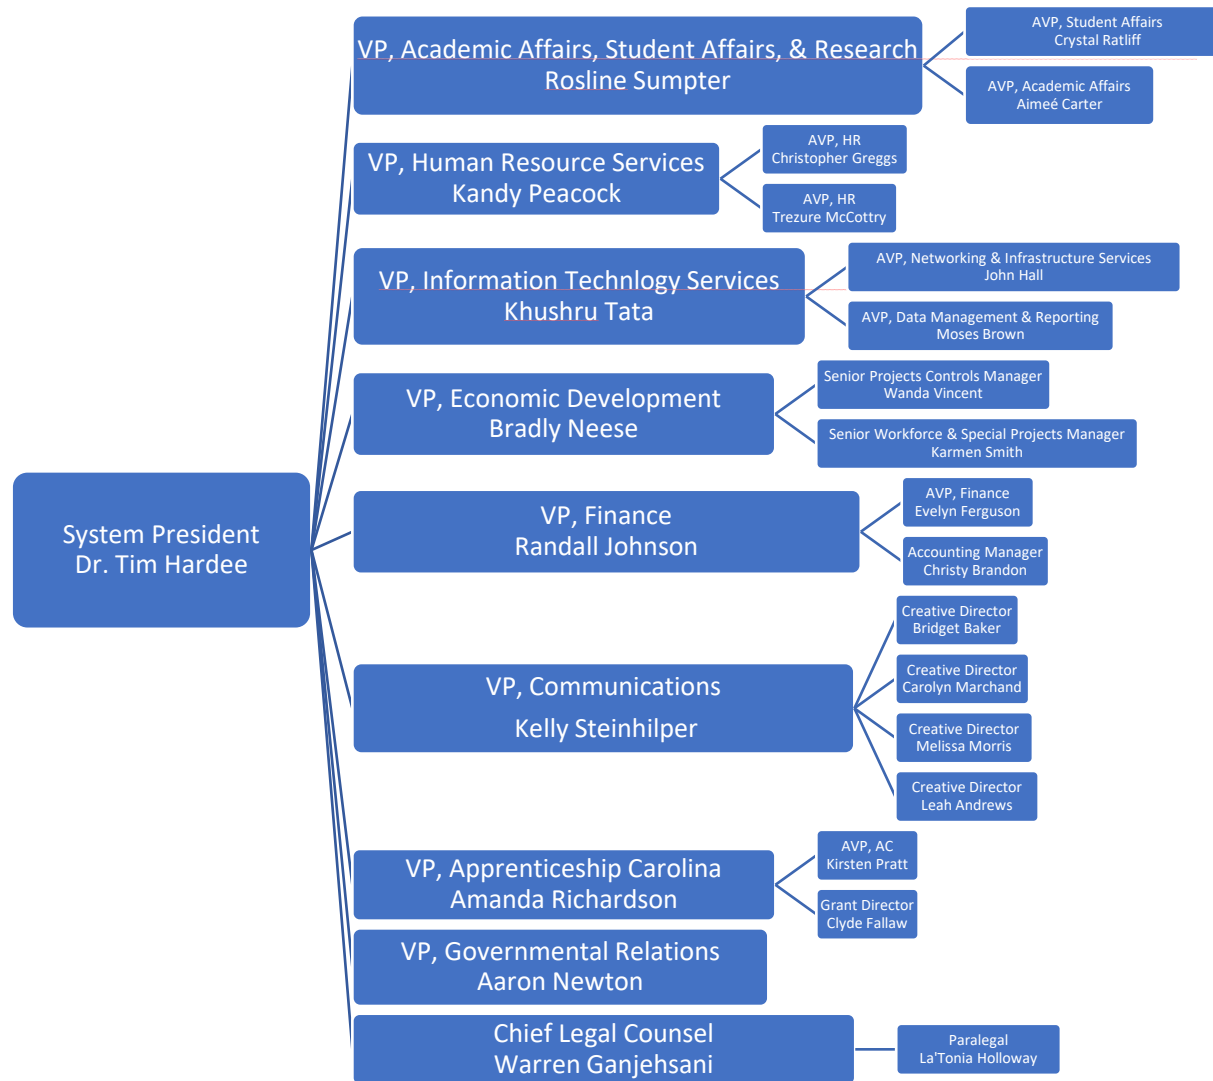 System President
Dr. Tim Hardee
VP, Academic Affairs, Student Affairs, & Research
Rosline Sumpter
AVP, Student Affairs
Crystal Ratliff
AVP, Academic Affairs
Aimeé Carter
VP, Human Resource Services
Kandy Peacock
AVP, HR
Christopher Greggs
AVP, HR
Trezure McCottry
VP, Information Technlogy Services
Khushru Tata
AVP, Networking & Infrastructure Services
John Hall
AVP, Data Management & Reporting
Moses Brown
VP, Economic Development
Bradly Neese
Senior Projects Controls Manager
Wanda Vincent
Senior Workforce & Special Projects Manager
Karmen Smith
VP, Finance
Randall Johnson
AVP, Finance
Evelyn Ferguson
Accounting Manager
Christy Brandon
VP, Communications
Kelly Steinhilper
Creative Director
Bridget Baker
Creative Director
Carolyn Marchand
Creative Director
Melissa Morris
Creative Director
Leah Andrews
VP, Apprenticeship Carolina
Amanda Richardson
AVP, AC
Kirsten Pratt
Grant Director
Clyde Fallaw
VP, Governmental Relations
Aaron Newton
Chief Legal Counsel
Warren Ganjehsani
Paralegal
La'Tonia Holloway